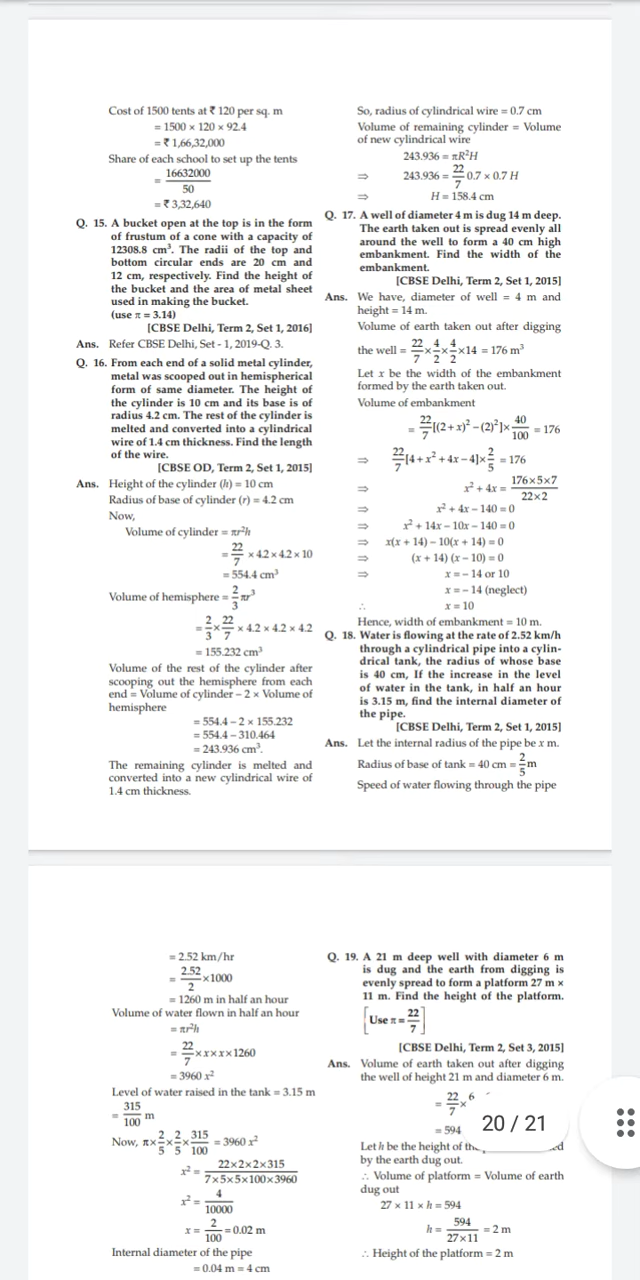 Cost of 1500 tents at ₹ 120 per sq. m
= 1500 × 120 × 92.4
= ₹ 1,66,32,000
Share of each school to set up the tents
= 16632000/50
= ₹ 3,32,640
Q. 15. A bucket open at the top is in the form
of frustum of a cone with a capacity of
12308.8 cm³. The radii of the top and
bottom circular ends are 20 cm and
12 cm, respectively. Find the height of
the bucket and the area of metal sheet
used in making the bucket.
(use π = 3.14)
[CBSE Delhi, Term 2, Set 1, 2016]
Ans. Refer CBSE Delhi, Set - 1, 2019-Q. 3.
Q. 16. From each end of a solid metal cylinder,
metal was scooped out in hemispherical
form of same diameter. The height of
the cylinder is 10 cm and its base is of
radius 4.2 cm. The rest of the cylinder is
melted and converted into a cylindrical
wire of 1.4 cm thickness. Find the length
of the wire.
[CBSE OD, Term 2, Set 1, 2015]
Ans. Height of the cylinder (h) = 10 cm
Radius of base of cylinder (r) = 4.2 cm
Now,
Volume of cylinder = πr²h
= 22/7 × 4.2 × 4.2 × 10
= 554.4 cm³
Volume of hemisphere = 2/3 πr³
= 2/3 × 22/7 × 4.2 × 4.2 × 4.2
= 155.232 cm³
Volume of the rest of the cylinder after
scooping out the hemisphere from each
end = Volume of cylinder – 2 × Volume of
hemisphere
= 554.4 – 2 × 155.232
= 554.4 – 310.464
= 243.936 cm³.
The remaining cylinder is melted and
converted into a new cylindrical wire of
1.4 cm thickness.
So, radius of cylindrical wire = 0.7 cm
Volume of remaining cylinder = Volume
of new cylindrical wire
243.936 = πR²H
⇒ 243.936 = 22/7 0.7 × 0.7 H
⇒ H = 158.4 cm
Q. 17. A well of diameter 4 m is dug 14 m deep.
The earth taken out is spread evenly all
around the well to form a 40 cm high
embankment. Find the width of the
embankment.
[CBSE Delhi, Term 2, Set 1, 2015]
Ans. We have, diameter of well = 4 m and
height = 14 m.
Volume of earth taken out after digging
the well = 22/7 × 4/2 × 4/2 × 14 = 176 m³
Let x be the width of the embankment
formed by the earth taken out.
Volume of embankment
= 22/7 [(2 + x)² – (2)²] × 40/100 = 176
⇒ 22/7 [4 + x² + 4x – 4] × 2/5 = 176
⇒ x² + 4x = 176×5×7/22×2
⇒ x² + 4x – 140 = 0
⇒ x² + 14x – 10x – 140 = 0
⇒ x(x + 14) – 10(x + 14) = 0
⇒ (x + 14) (x – 10) = 0
⇒ x = – 14 or 10
x = – 14 (neglect)
∴ x = 10
Hence, width of embankment = 10 m.
Q. 18. Water is flowing at the rate of 2.52 km/h
through a cylindrical pipe into a cylin-
drical tank, the radius of whose base
is 40 cm, If the increase in the level
of water in the tank, in half an hour
is 3.15 m, find the internal diameter of
the pipe.
[CBSE Delhi, Term 2, Set 1, 2015]
Ans. Let the internal radius of the pipe be x m.
Radius of base of tank = 40 cm = 2/5 m
Speed of water flowing through the pipe
= 2.52 km/hr
= 2.52/2 × 1000
= 1260 m in half an hour
Volume of water flown in half an hour
= πr²h
= 22/7 × x × x × 1260
= 3960 x²
Level of water raised in the tank = 3.15 m
= 315/100 m
Now, π × 2/5 × 2/5 × 315/100 = 3960 x²
x² = 22×2×2×315/7×5×5×100×3960
x² = 4/10000
x = 2/100 = 0.02 m
Internal diameter of the pipe
= 0.04 m = 4 cm
Q. 19. A 21 m deep well with diameter 6 m
is dug and the earth from digging is
evenly spread to form a platform 27 m ×
11 m. Find the height of the platform.
[Use π = 22/7]
[CBSE Delhi, Term 2, Set 3, 2015]
Ans. Volume of earth taken out after digging
the well of height 21 m and diameter 6 m.
= 22/7 × 6
= 594
20 / 21
Let h be the height of
by the earth dug out.
∴ Volume of platform = Volume of earth
dug out
27 × 11 × h = 594
h = 594/27×11 = 2 m
∴ Height of the platform = 2 m